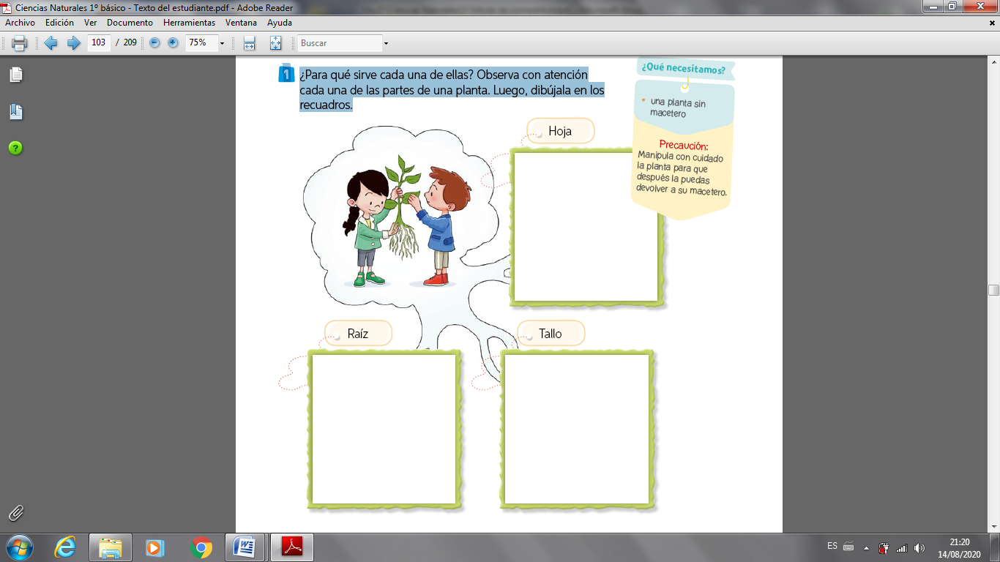 Ciencias Naturales 1º básico - Texto del estudiante.pdf - Adobe Reader
Archivo Edición Ver Documento Herramientas Ventana Ayuda
103 / 209 75% Buscar
1 ¿Para qué sirve cada una de ellas? Observa con atención
cada una de las partes de una planta. Luego, dibújala en los
recuadros.
¿Qué necesitamos?
• una planta sin
macetero
Precaución:
Manipula con cuidado
la planta para que
después la puedas
devolver a su macetero.
Hoja
Raíz
Tallo
ES
21:20
14/08/2020